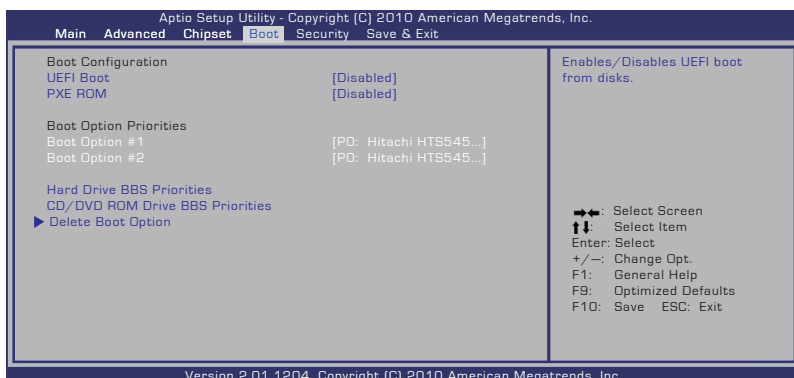 Aptio Setup Utility - Copyright (C) 2010 American Megatrends, Inc.
Main Advanced Chipset Boot Security Save & Exit
Boot Configuration
UEFI Boot [Disabled]
PXE ROM [Disabled]
Boot Option Priorities
Boot Option #1 [P0: Hitachi HTS545...]
Boot Option #2 [P0: Hitachi HTS545...]
Hard Drive BBS Priorities
CD/DVD ROM Drive BBS Priorities
Delete Boot Option
Enables/Disables UEFI boot
from disks.
: Select Screen
: Select Item
Enter: Select
+/—: Change Opt.
F1: General Help
F9: Optimized Defaults
F10: Save ESC: Exit
Version 2.01.1204. Copyright (C) 2010 American Megatrends, Inc.